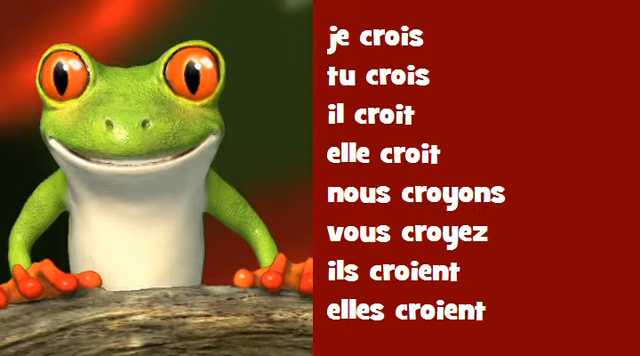 je crois
tu crois
il croit
elle croit
nous croyons
vous croyez
ils croient
elles croient